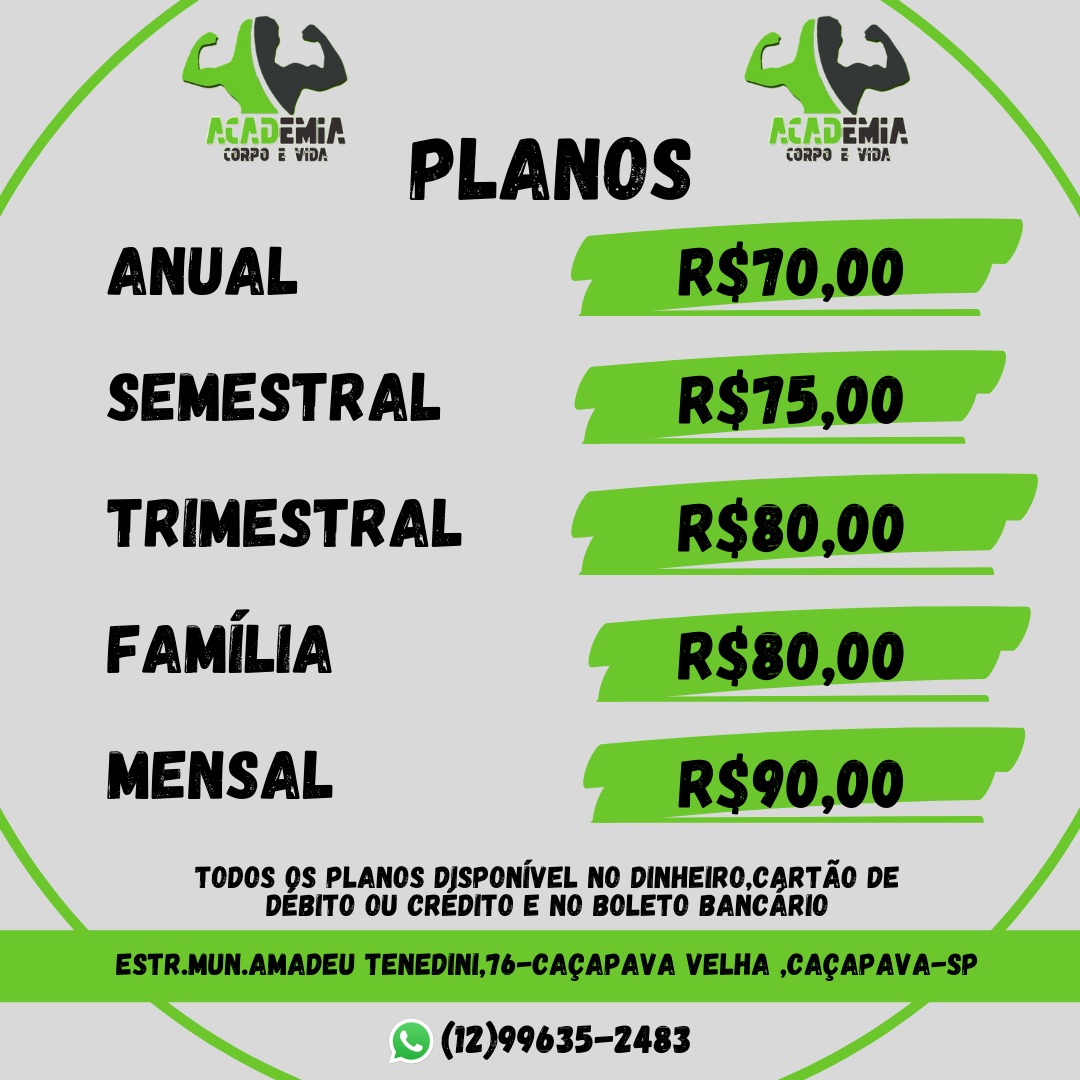 ACADEMIA
CORPO E VIDA
ACADEMIA
CORPO E VIDA
PLANOS
ANUAL R$70,00
SEMESTRAL R$75,00
TRIMESTRAL R$80,00
FAMÍLIA R$80,00
MENSAL R$90,00
TODOS OS PLANOS DISPONÍVEL NO DINHEIRO,CARTÃO DE
DÉBITO OU CRÉDITO E NO BOLETO BANCÁRIO
ESTR.MUN.AMADEU TENEDINI,76-CAÇAPAVA VELHA ,CAÇAPAVA-SP
(12)99635-2483